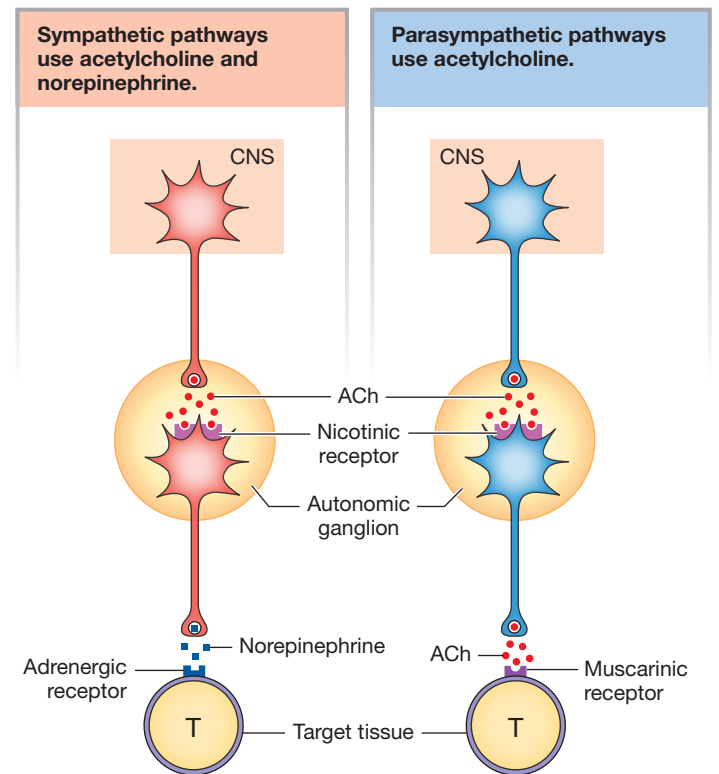 Sympathetic pathways
use acetylcholine and
norepinephrine.
Parasympathetic pathways
use acetylcholine.
CNS
CNS
ACh
Nicotinic
receptor
Autonomic
ganglion
Norepinephrine
Adrenergic
receptor
ACh
Muscarinic
receptor
T
Target tissue
T